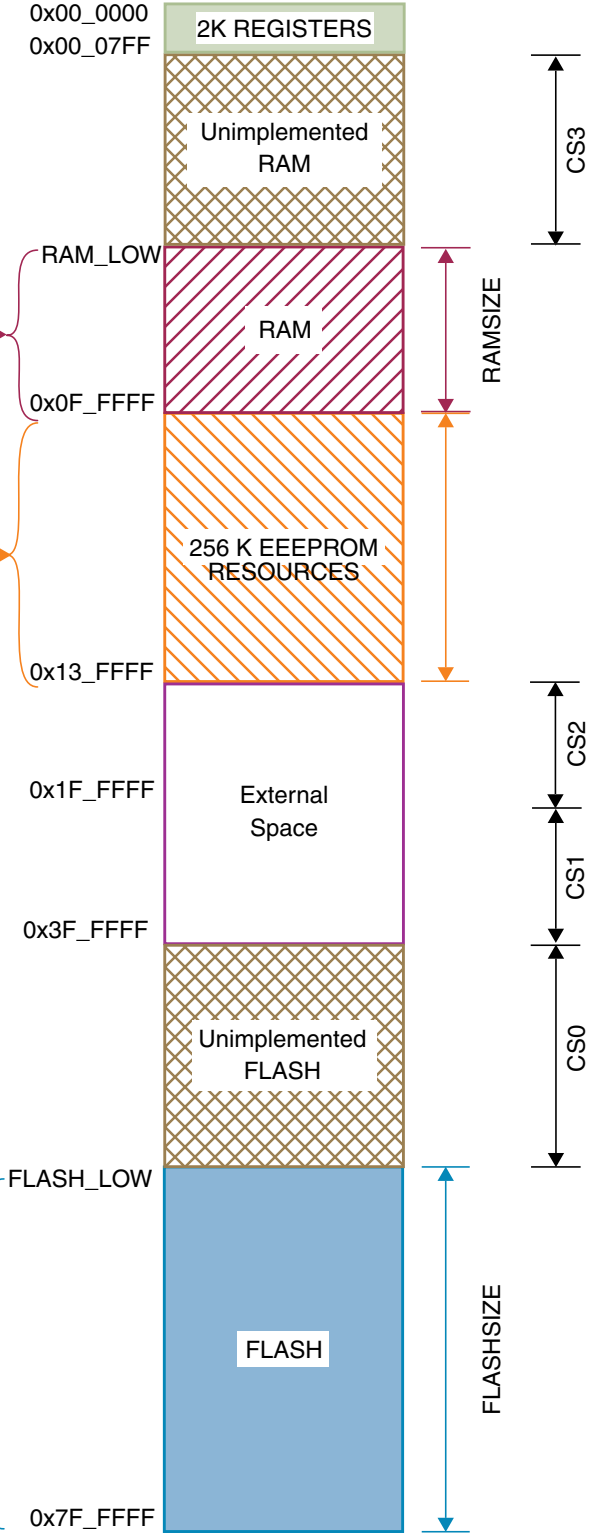 0x00_0000
2K REGISTERS
0x00_07FF
Unimplemented
RAM
CS3
RAM_LOW
RAM
RAMSIZE
0x0F_FFFF
256 K EEEPROM
RESOURCES
0x13_FFFF
CS2
0x1F_FFFF
External
Space
CS1
0x3F_FFFF
Unimplemented
FLASH
CS0
FLASH_LOW
FLASH
FLASHSIZE
0x7F_FFFF